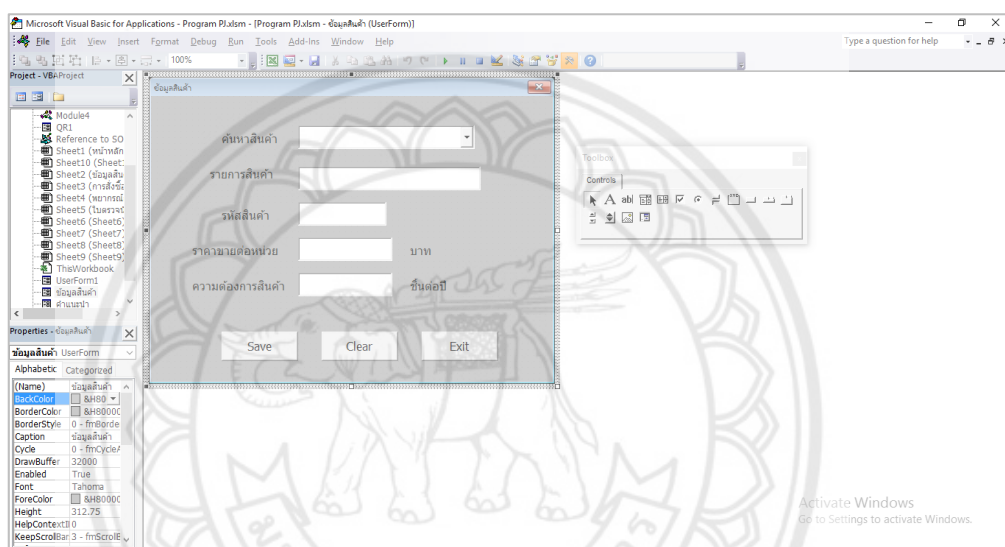 Microsoft Visual Basic for Applications - Program PJ.xlsm - [Program PJ.xlsm - ข้อมูลสินค้า (UserForm)]
File Edit View Insert Format Debug Run Tools Add-Ins Window Help
Type a question for help
100%
Project - VBAProject
Module4
QR1
Reference to SO
Sheet1 (หน้าหลัก
Sheet10 (Sheet:
Sheet2 (ข้อมูลสิน
Sheet3 (การสั่งซื้อ
Sheet4 (พยากรณ์
Sheet5 (ใบตรวจนั
Sheet6 (Sheet6)
Sheet7 (Sheet7)
Sheet8 (Sheet8)
Sheet9 (Sheet9)
ThisWorkbook
UserForm1
ข้อมูลสินค้า
คำแนะนำ
Properties - ข้อมูลสินค้า
ข้อมูลสินค้า UserForm
Alphabetic Categorized
(Name) ข้อมูลสินค้า
BackColor &H80
BorderColor &H8000C
BorderStyle 0 - fmBorde
Caption ข้อมูลสินค้า
Cycle 0 - fmCycleA
DrawBuffer 32000
Enabled True
Font Tahoma
ForeColor &H8000C
Height 312.75
HelpContextI 0
KeepScrollBar 3 - fmScrollE
ข้อมูลสินค้า
ค้นหาสินค้า
รายการสินค้า
รหัสสินค้า
ราคาขายต่อหน่วย บาท
ความต้องการสินค้า ชิ้นต่อปี
Save Clear Exit
Toolbox
Controls
Activate Windows
Go to Settings to activate Windows.